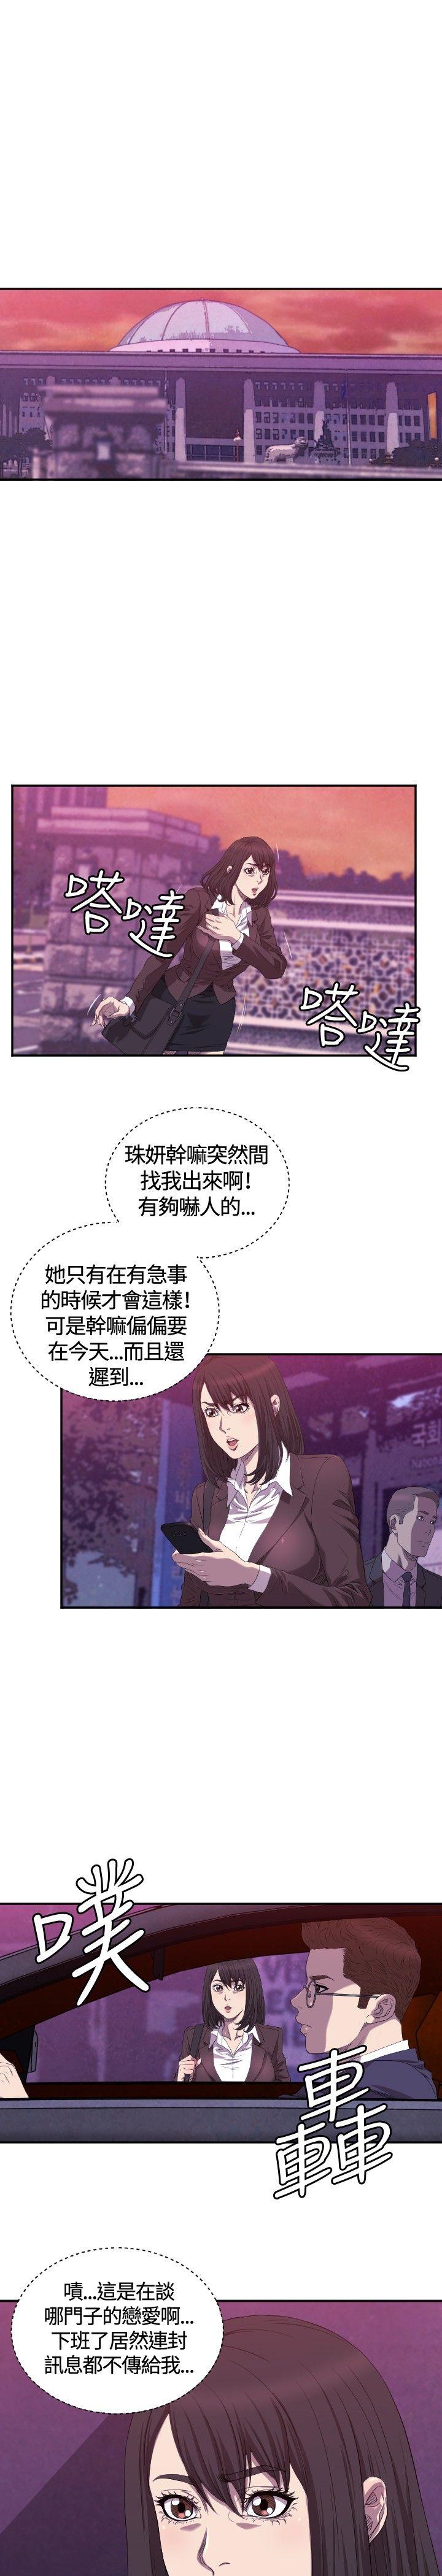 嗒噠
嗒噠
珠妍幹嘛突然間
找我出來啊!
有夠嚇人的...
她只有在有急事
的時候才會這樣!
可是幹嘛偏偏要
在今天...而且還
遲到...
噗
轟
嘖...這是在談
哪門子的戀愛啊...
下班了居然連封
訊息都不傳給我...